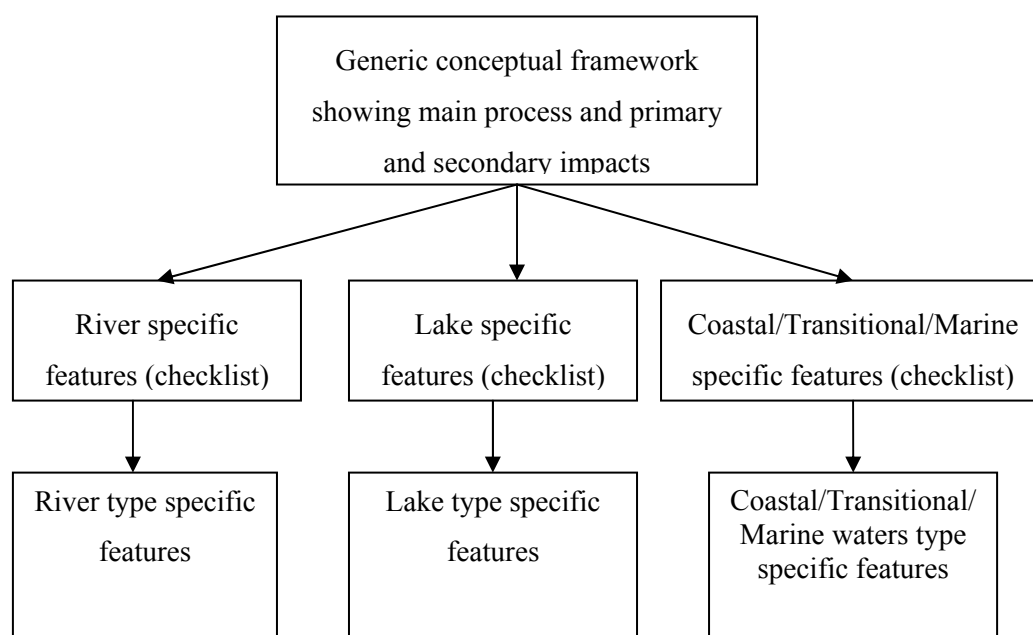 Generic conceptual framework
showing main process and primary
and secondary impacts
River specific
features (checklist)
Lake specific
features (checklist)
Coastal/Transitional/Marine
specific features (checklist)
River type specific
features
Lake type specific
features
Coastal/Transitional/
Marine waters type
specific features